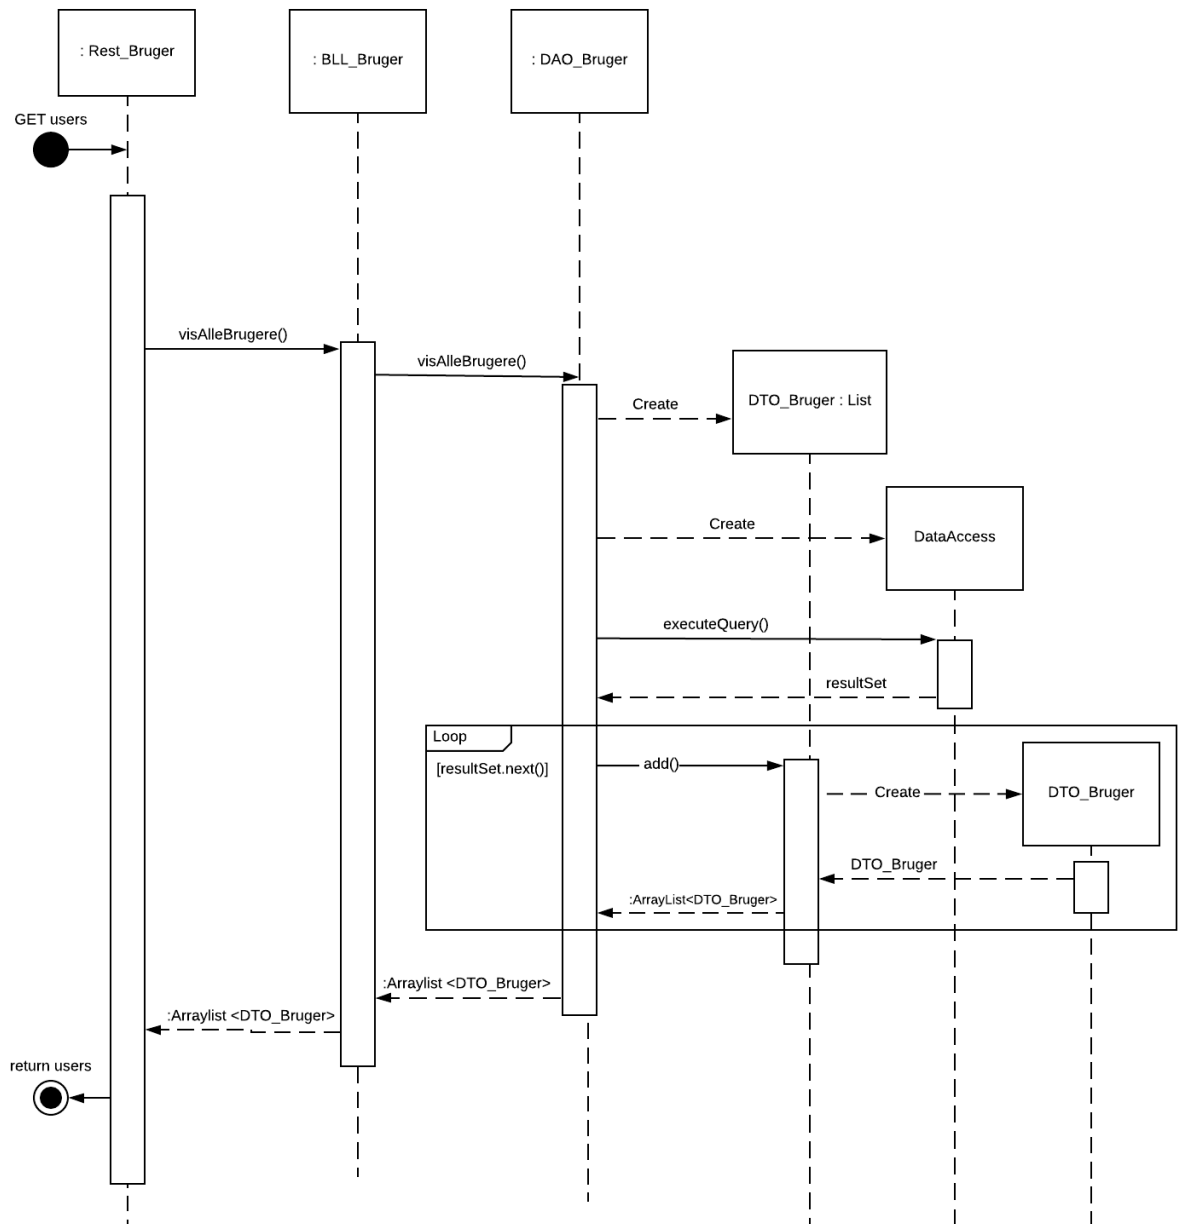 : Rest_Bruger
: BLL_Bruger
: DAO_Bruger
GET users
visAlleBrugere()
visAlleBrugere()
Create
DTO_Bruger : List
Create
DataAccess
executeQuery()
resultSet
Loop
[resultSet.next()]
add()
Create
DTO_Bruger
DTO_Bruger
:ArrayList<DTO_Bruger>
:Arraylist <DTO_Bruger>
:Arraylist <DTO_Bruger>
return users